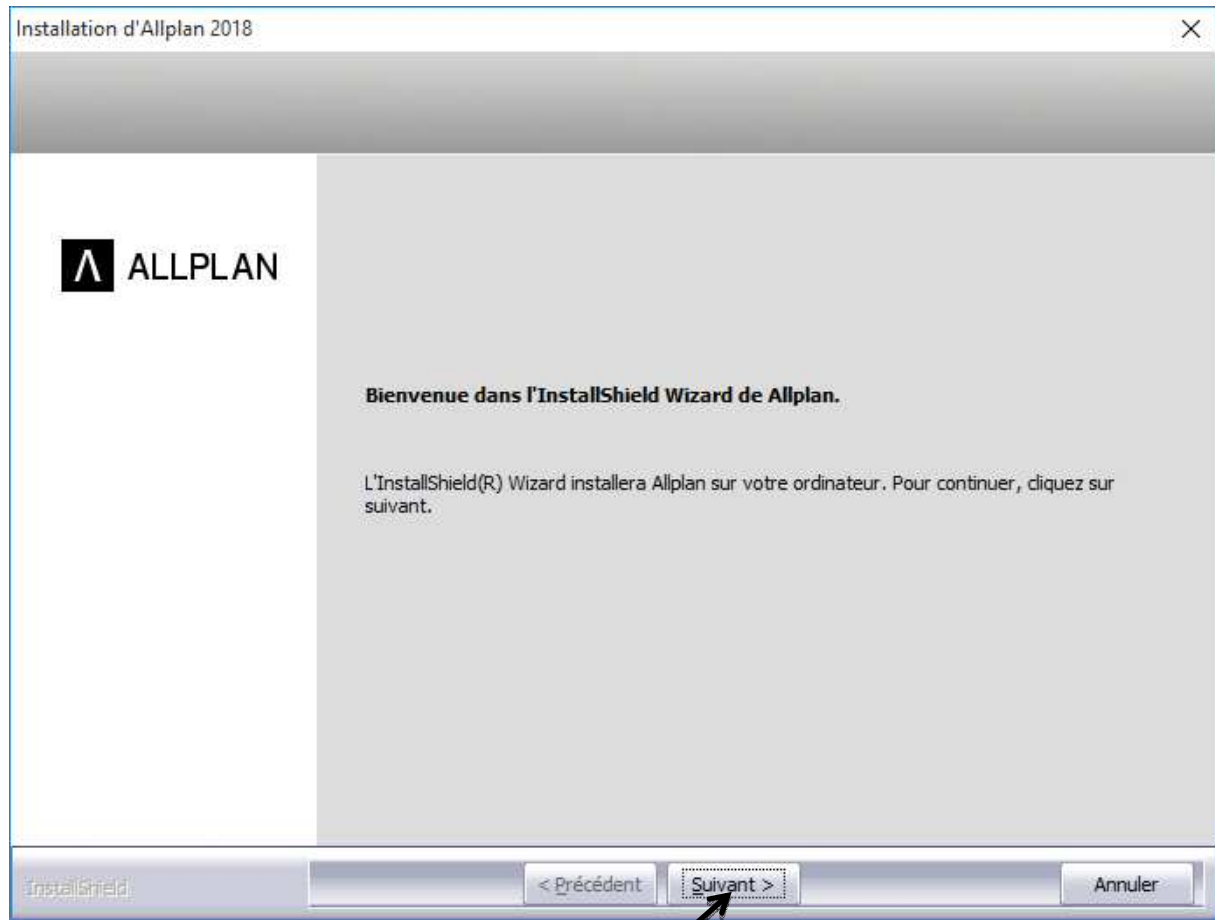 Installation d'Allplan 2018
ALLPLAN
Bienvenue dans l'InstallShield Wizard de Allplan.
L'InstallShield(R) Wizard installera Allplan sur votre ordinateur. Pour continuer, cliquez sur
suivant.
InstallShield
< Précédent
Suivant >
Annuler